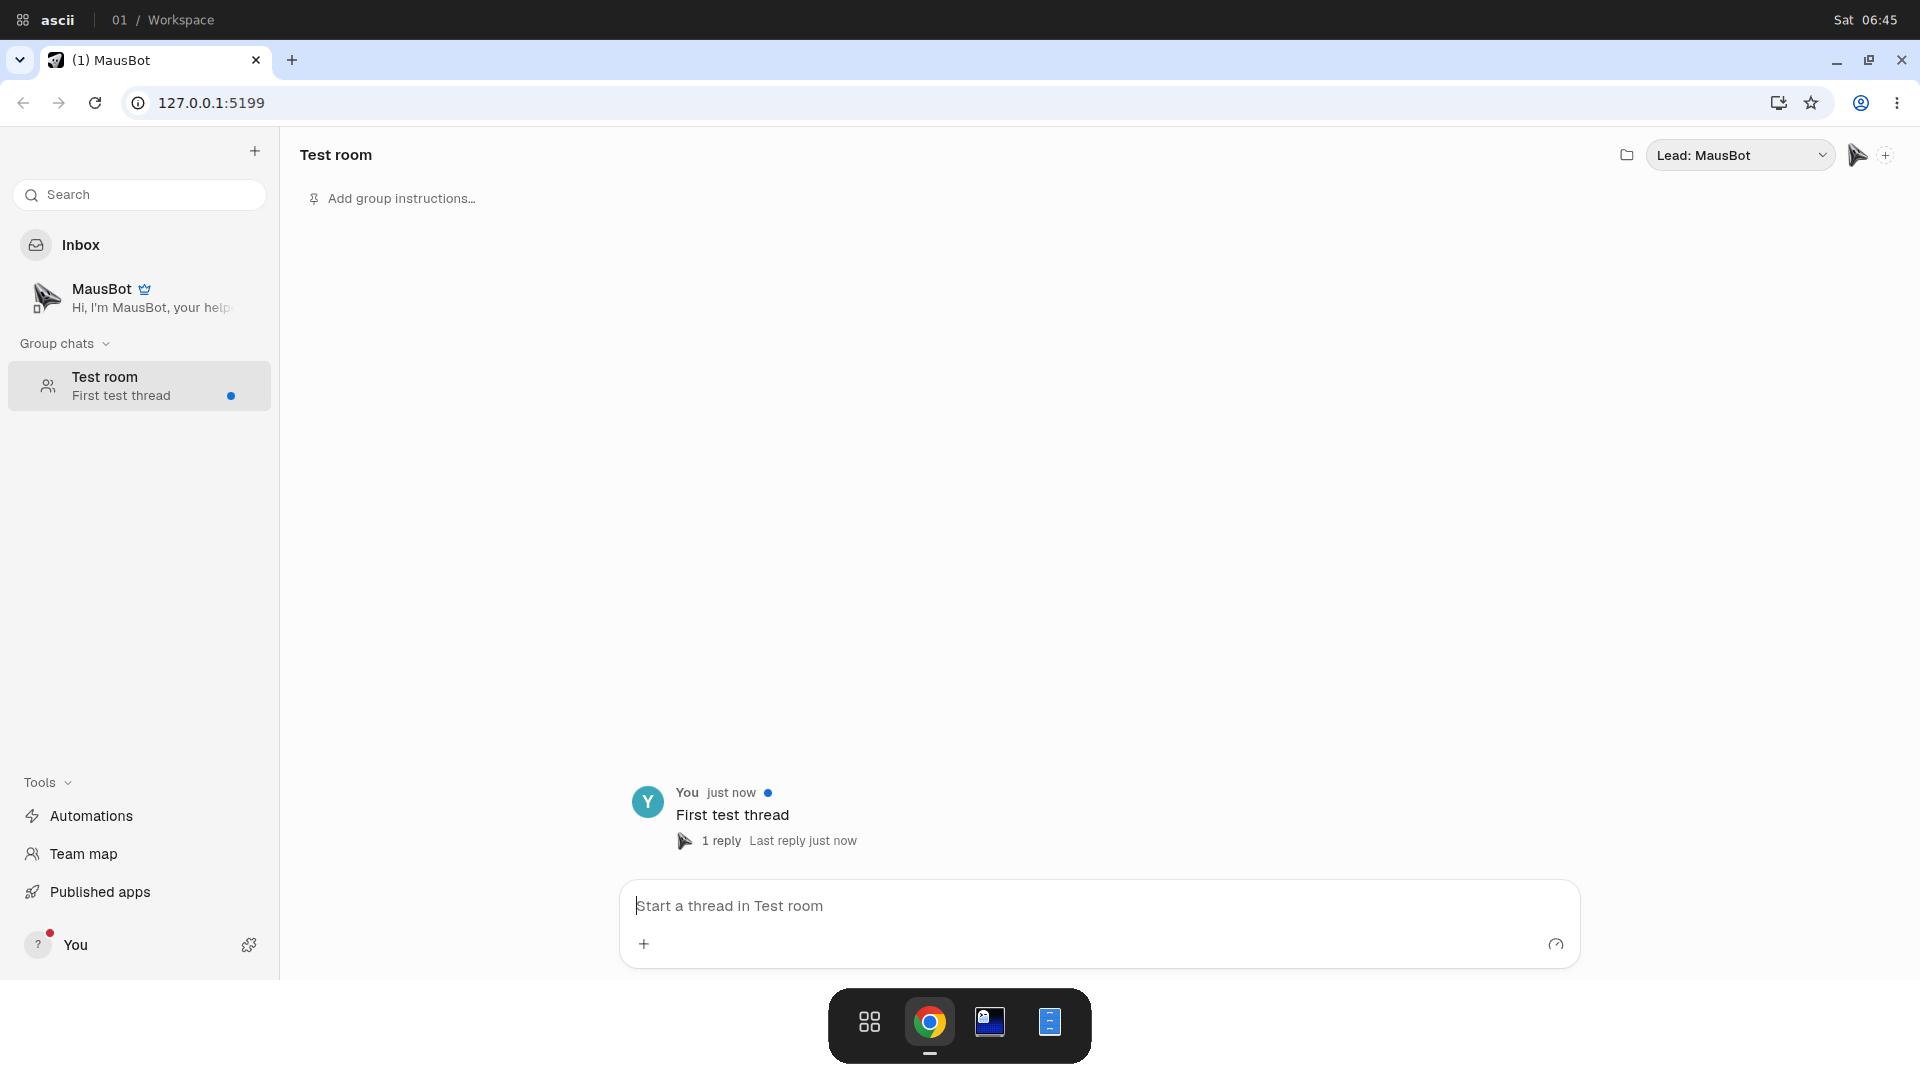 ascii 01 / Workspace Sat 06:45
(1) MausBot
127.0.0.1:5199
Search
Inbox
MausBot
Hi, I'm MausBot, your help
Group chats
Test room
First test thread
Tools
Automations
Team map
Published apps
? You
Test room
Lead: MausBot
Add group instructions...
Y You just now
First test thread
1 reply Last reply just now
Start a thread in Test room